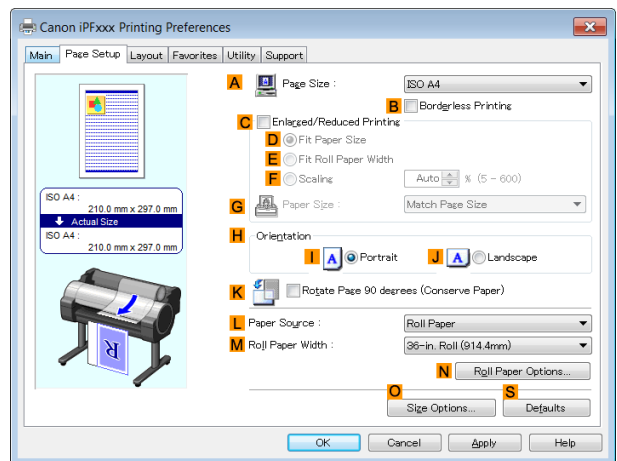 Canon iPFxxx Printing Preferences
Main Page Setup Layout Favorites Utility Support
A Page Size : ISO A4
B Borderless Printing
C Enlarged/Reduced Printing
D Fit Paper Size
E Fit Roll Paper Width
F Scaling Auto % (5 - 600)
G Paper Size : Match Page Size
ISO A4 :
210.0 mm x 297.0 mm
Actual Size
ISO A4 :
210.0 mm x 297.0 mm
H Orientation
I A Portrait J A Landscape
K Rotate Page 90 degrees (Conserve Paper)
L Paper Source : Roll Paper
M Roll Paper Width : 36-in. Roll (914.4mm)
R
N Roll Paper Options...
O S
Size Options... Defaults
OK Cancel Apply Help